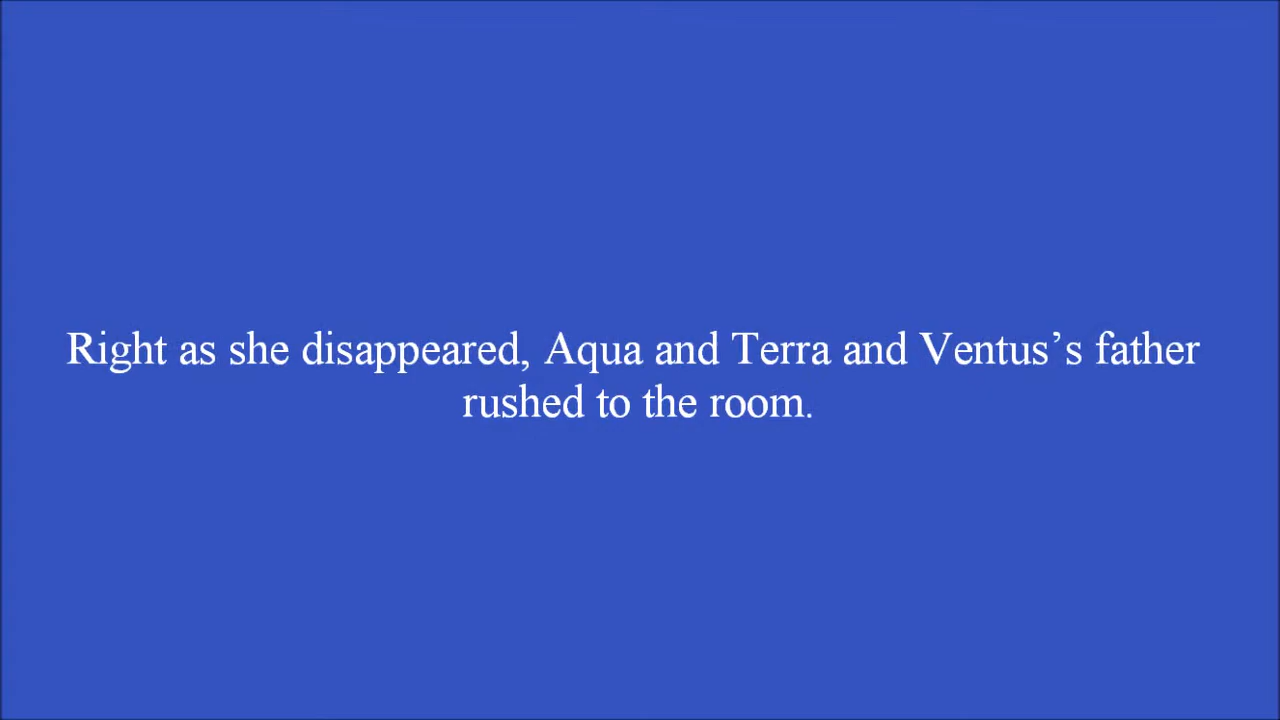 Right as she disappeared, Aqua and Terra and Ventus’s father
rushed to the room.